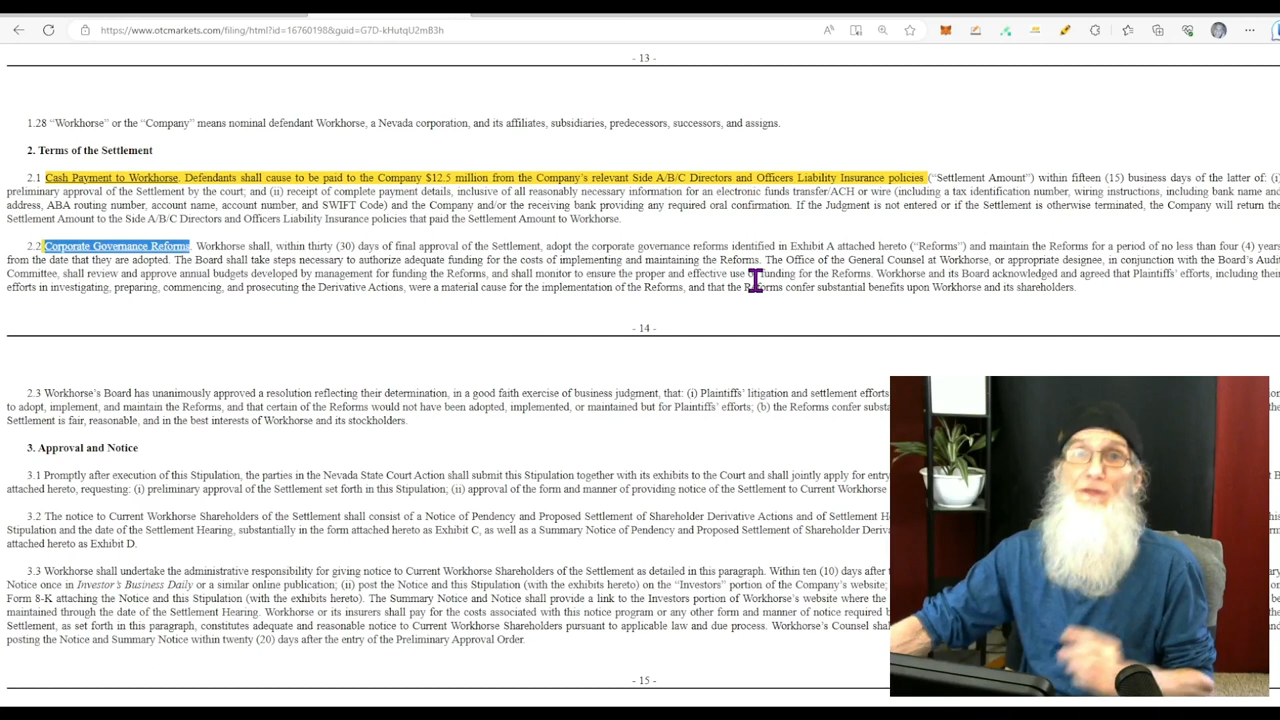 https://www.otcmarkets.com/filing/html?id=16760198&guid=G7D-kHutqU2mB3h
- 13 -
1.28 “Workhorse” or the “Company” means nominal defendant Workhorse, a Nevada corporation, and its affiliates, subsidiaries, predecessors, successors, and assigns.
2. Terms of the Settlement
2.1 Cash Payment to Workhorse. Defendants shall cause to be paid to the Company $12.5 million from the Company’s relevant Side A/B/C Directors and Officers Liability Insurance policies (“Settlement Amount”) within fifteen (15) business days of the latter of: (i)
preliminary approval of the Settlement by the court; and (ii) receipt of complete payment details, inclusive of all reasonably necessary information for an electronic funds transfer/ACH or wire (including a tax identification number, wiring instructions, including bank name and
address, ABA routing number, account name, account number, and SWIFT Code) and the Company and/or the receiving bank providing any required oral confirmation. If the Judgment is not entered or if the Settlement is otherwise terminated, the Company will return the
Settlement Amount to the Side A/B/C Directors and Officers Liability Insurance policies that paid the Settlement Amount to Workhorse.
2.2 Corporate Governance Reforms. Workhorse shall, within thirty (30) days of final approval of the Settlement, adopt the corporate governance reforms identified in Exhibit A attached hereto (“Reforms”) and maintain the Reforms for a period of no less than four (4) years
from the date that they are adopted. The Board shall take steps necessary to authorize adequate funding for the costs of implementing and maintaining the Reforms. The Office of the General Counsel at Workhorse, or appropriate designee, in conjunction with the Board’s Audit
Committee, shall review and approve annual budgets developed by management for funding the Reforms, and shall monitor to ensure the proper and effective use funding for the Reforms. Workhorse and its Board acknowledged and agreed that Plaintiffs’ efforts, including their
efforts in investigating, preparing, commencing, and prosecuting the Derivative Actions, were a material cause for the implementation of the Reforms, and that the Reforms confer substantial benefits upon Workhorse and its shareholders.
- 14 -
2.3 Workhorse’s Board has unanimously approved a resolution reflecting their determination, in a good faith exercise of business judgment, that: (i) Plaintiffs’ litigation and settlement efforts
to adopt, implement, and maintain the Reforms, and that certain of the Reforms would not have been adopted, implemented, or maintained but for Plaintiffs’ efforts; (b) the Reforms confer
Settlement is fair, reasonable, and in the best interests of Workhorse and its stockholders.
3. Approval and Notice
3.1 Promptly after execution of this Stipulation, the parties in the Nevada State Court Action shall submit this Stipulation together with its exhibits to the Court and shall jointly apply for
attached hereto, requesting: (i) preliminary approval of the Settlement set forth in this Stipulation; (ii) approval of the form and manner of providing notice of the Settlement to Current Workhorse
3.2 The notice to Current Workhorse Shareholders of the Settlement shall consist of a Notice of Pendency and Proposed Settlement of Shareholder Derivative Actions and of Settlement
Stipulation and the date of the Settlement Hearing, substantially in the form attached hereto as Exhibit C, as well as a Summary Notice of Pendency and Proposed Settlement of Shareholder
attached hereto as Exhibit D.
3.3 Workhorse shall undertake the administrative responsibility for giving notice to Current Workhorse Shareholders of the Settlement as detailed in this paragraph. Within ten (10) days after
Notice once in Investor’s Business Daily or a similar online publication; (ii) post the Notice and this Stipulation (with the exhibits hereto) on the “Investors” portion of the Company’s website;
Form 8-K attaching the Notice and this Stipulation (with the exhibits hereto). The Summary Notice and Notice shall provide a link to the Investors portion of Workhorse’s website where the
maintained through the date of the Settlement Hearing. Workhorse or its insurers shall pay for the costs associated with this notice program or any other form and manner of notice required
Settlement, as set forth in this paragraph, constitutes adequate and reasonable notice to Current Workhorse Shareholders pursuant to applicable law and due process. Workhorse’s Counsel
posting the Notice and Summary Notice within twenty (20) days after the entry of the Preliminary Approval Order.
- 15 -